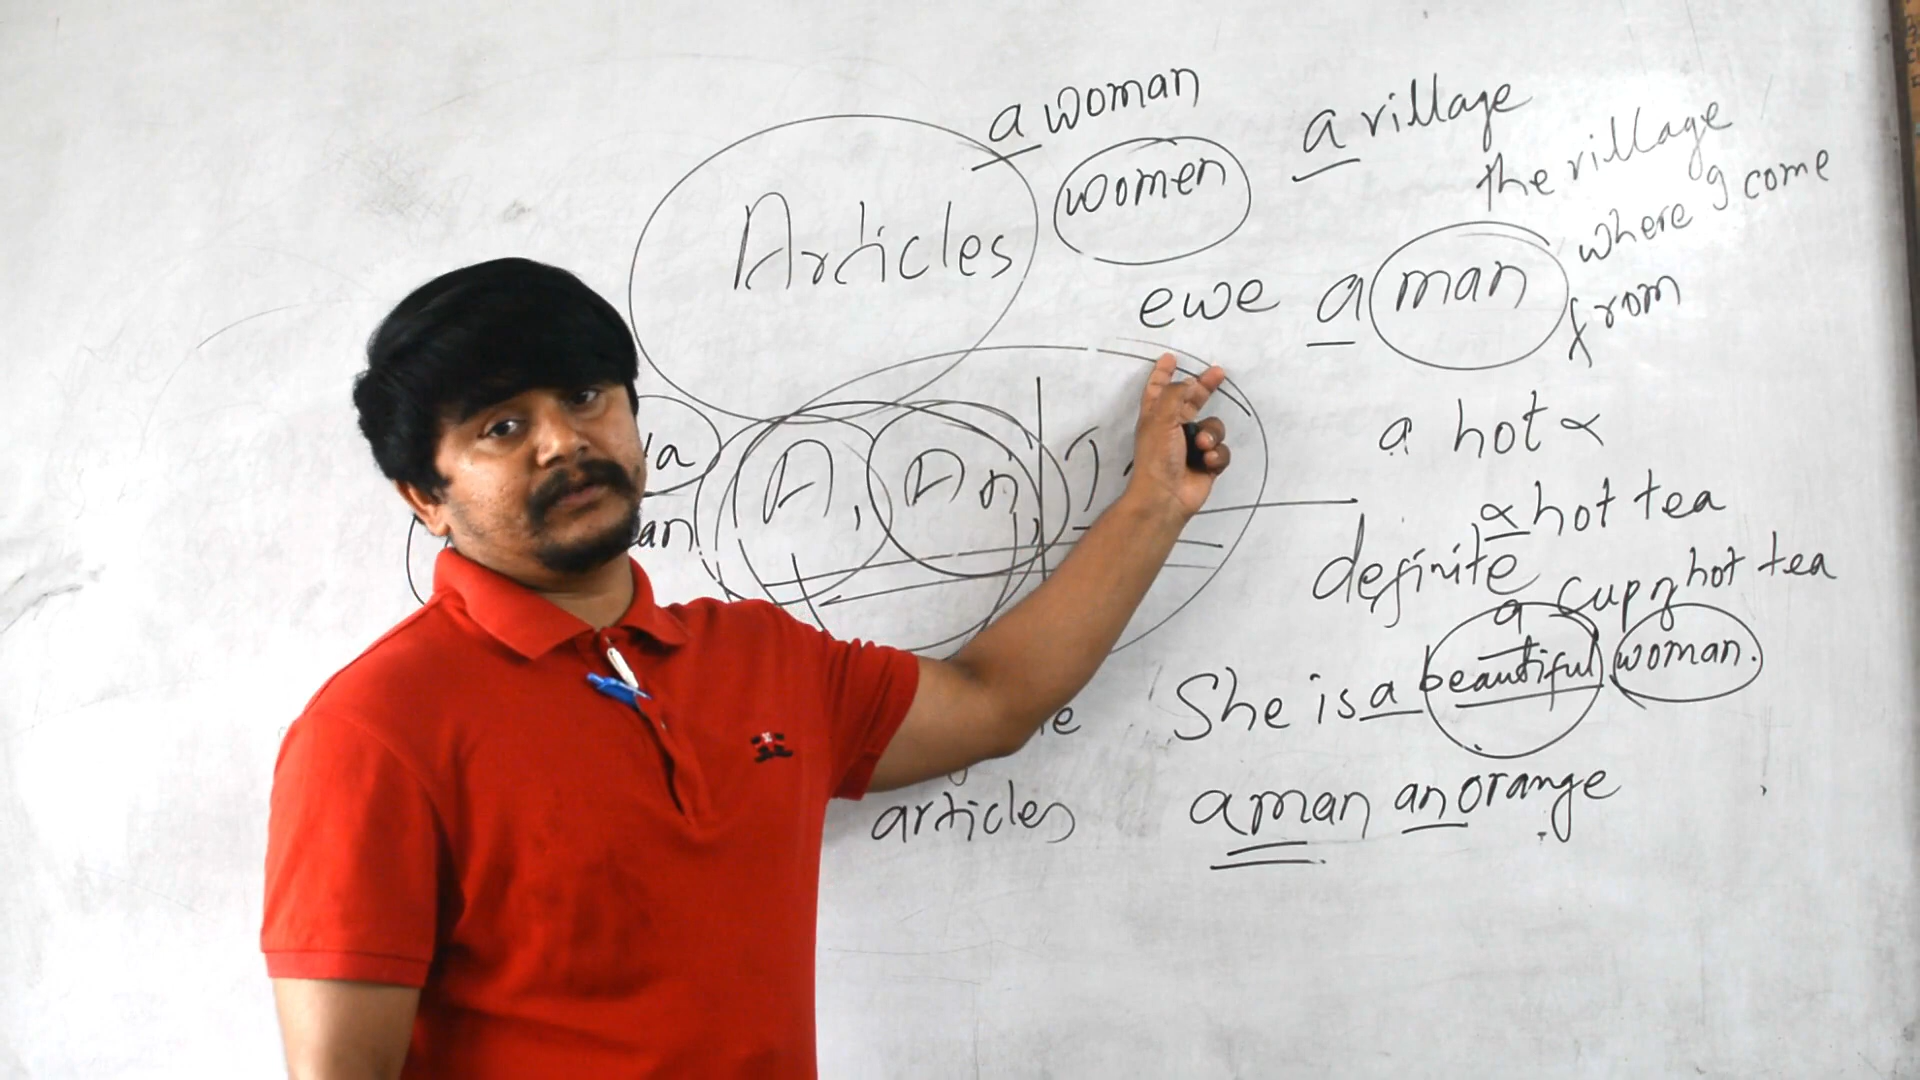 a woman
women
a village
the village
where I come
from
Articles
ewe a man
a hot
A, An
hot tea
definite
a cup of hot tea
She is a beautiful woman.
articles a man an orange